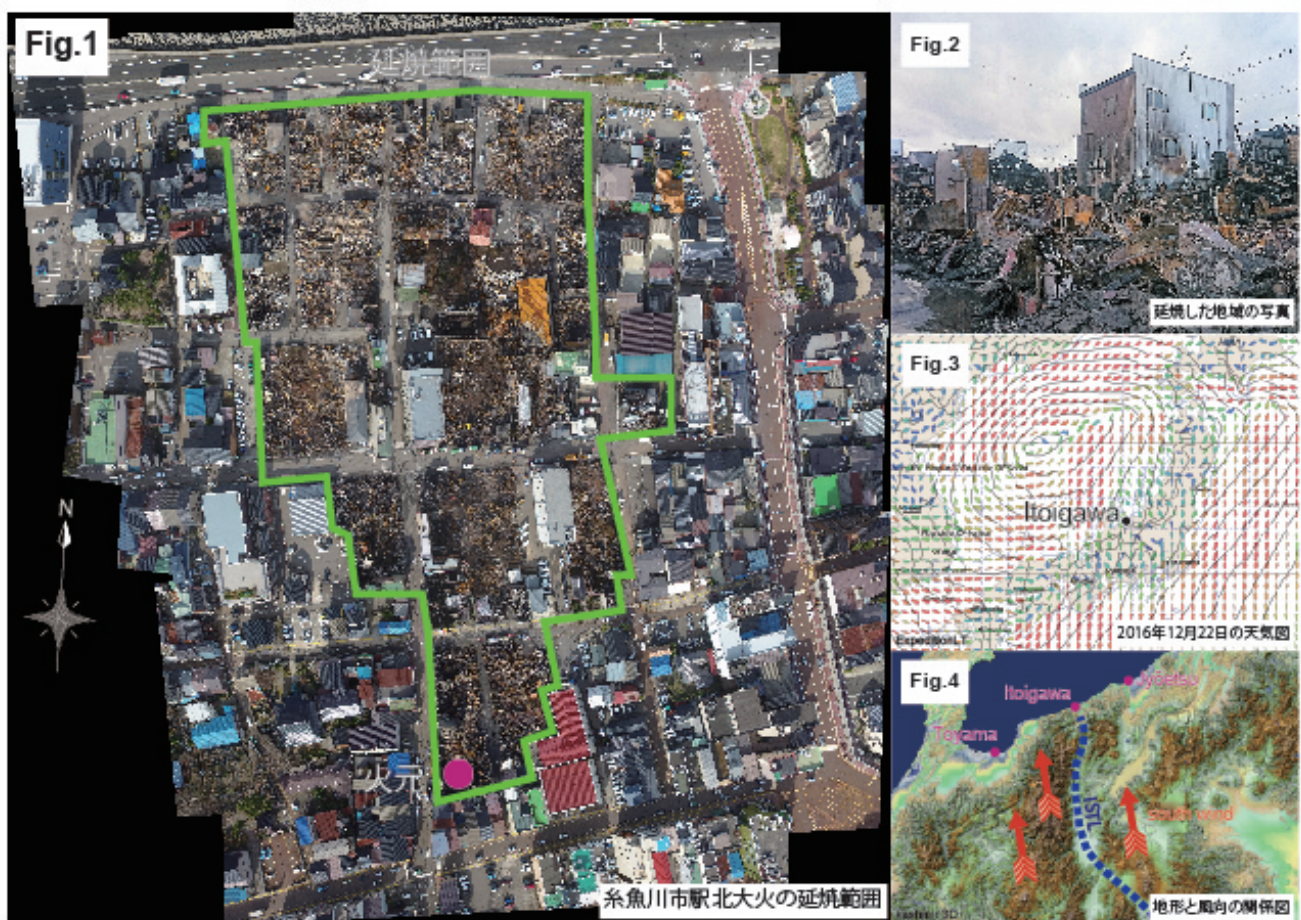 Fig.1
延焼範囲
N
火元
糸魚川市駅北大火の延焼範囲
Fig.2
延焼した地域の写真
Fig.3
Itoigawa
2016年12月22日の天気図
Fig.4
Itoigawa
Jyoetsu
Toyama
ISTL
South wind
地形と風向の関係図